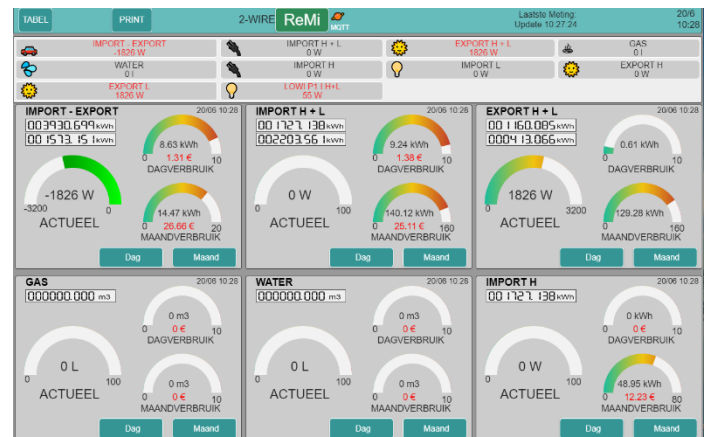 TABEL PRINT 2-WIRE ReMi MQTT Laatste Meting: 20/6
Update 10:27:24 10:28
IMPORT - EXPORT IMPORT H + L EXPORT H + L GAS
-1826 W 0 W 1826 W 0 l
WATER IMPORT H IMPORT L EXPORT H
0 l 0 W 0 W 0 W
EXPORT L LOWI P1 I H+L
1826 W 55 W
IMPORT - EXPORT 20/06 10:28
003930.699 kWh
001573.151 kWh
8.63 kWh
1.31 €
0 10
DAGVERBRUIK
-1826 W
-3200 0
ACTUEEL
14.47 kWh
26.66 €
0 20
MAANDVERBRUIK
Dag Maand
IMPORT H + L 20/06 10:28
001727.138 kWh
002203.561 kWh
9.24 kWh
1.38 €
0 10
DAGVERBRUIK
0 W
0 100
ACTUEEL
140.12 kWh
25.11 €
0 160
MAANDVERBRUIK
Dag Maand
EXPORT H + L 20/06 10:28
001160.085 kWh
000413.066 kWh
0.61 kWh
0 10
DAGVERBRUIK
1826 W
0 3200
ACTUEEL
129.28 kWh
0 160
MAANDVERBRUIK
Dag Maand
GAS 20/06 10:28
000000.000 m3
0 m3
0 €
0 10
DAGVERBRUIK
0 L
0 100
ACTUEEL
0 m3
0 €
0 10
MAANDVERBRUIK
Dag Maand
WATER 20/06 10:28
000000.000 m3
0 m3
0 €
0 10
DAGVERBRUIK
0 L
0 100
ACTUEEL
0 m3
0 €
0 10
MAANDVERBRUIK
Dag Maand
IMPORT H 20/06 10:28
001727.138 kWh
0 kWh
0 €
0 10
DAGVERBRUIK
0 W
0 100
ACTUEEL
48.95 kWh
12.23 €
0 80
MAANDVERBRUIK
Dag Maand